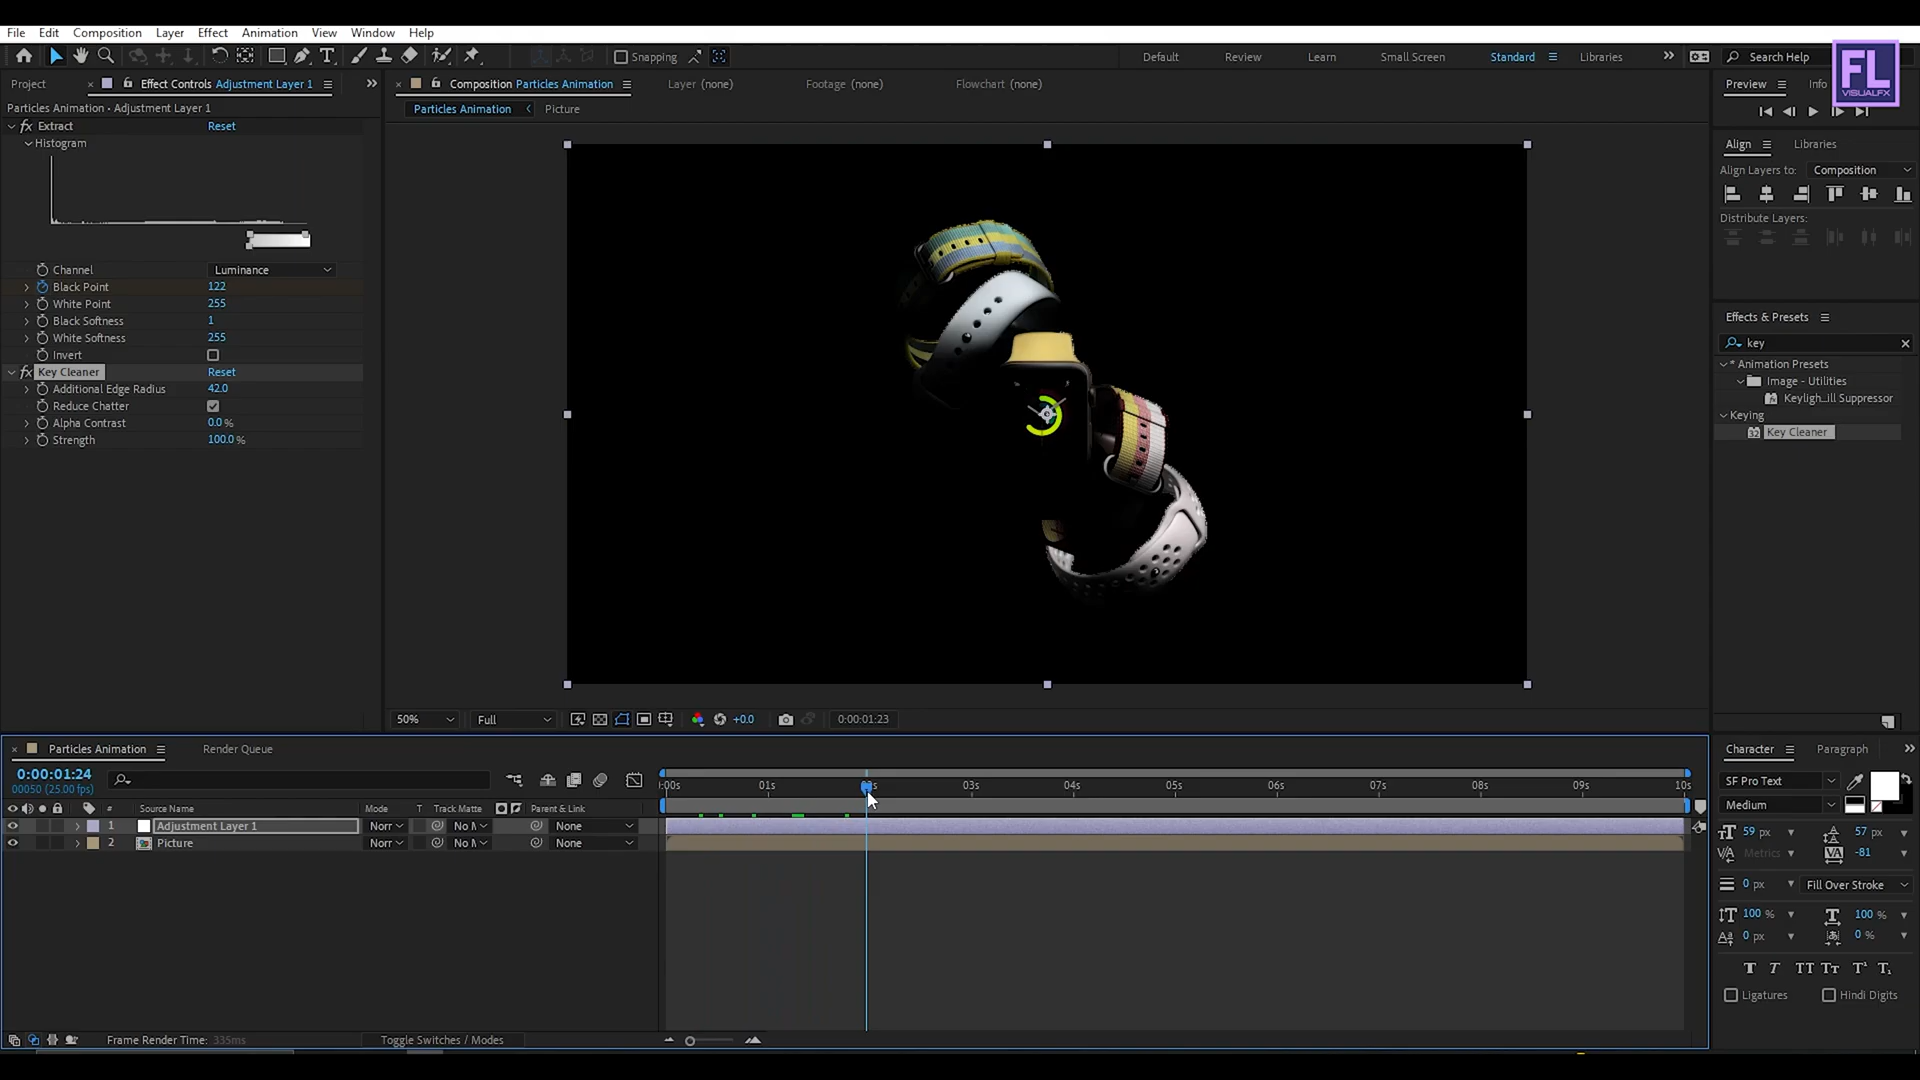 File Edit Composition Layer Effect Animation View Window Help
Snapping Default Review Learn Small Screen Standard Libraries Search Help
FL
VISUALFX
Project Effect Controls Adjustment Layer 1 Composition Particles Animation Layer (none) Footage (none) Flowchart (none) Preview Info
Particles Animation • Adjustment Layer 1
Particles Animation Picture
fx Extract Reset
Histogram
Align Libraries
Align Layers to: Composition
Distribute Layers:
Channel Luminance
Black Point 122
White Point 255
Black Softness 1
White Softness 255
Invert
fx Key Cleaner Reset
Additional Edge Radius 42.0
Reduce Chatter
Alpha Contrast 0.0 %
Strength 100.0 %
Effects & Presets
key
* Animation Presets
Image - Utilities
Keyligh...ill Suppressor
Keying
32 Key Cleaner
50% Full +0.0 0:00:01:23
Particles Animation Render Queue
0:00:01:24
00050 (25.00 fps)
:00s 01s 03s 04s 05s 06s 07s 08s 09s 10s
# Source Name Mode T Track Matte Parent & Link
1 Adjustment Layer 1 Norr No M None
2 Picture Norr No M None
Frame Render Time: 335ms Toggle Switches / Modes
Character Paragraph
SF Pro Text
Medium
59 px 57 px
Metrics -81
0 px Fill Over Stroke
100 % 100 %
0 px 0 %
T T TT Tт T¹ T₁
Ligatures Hindi Digits